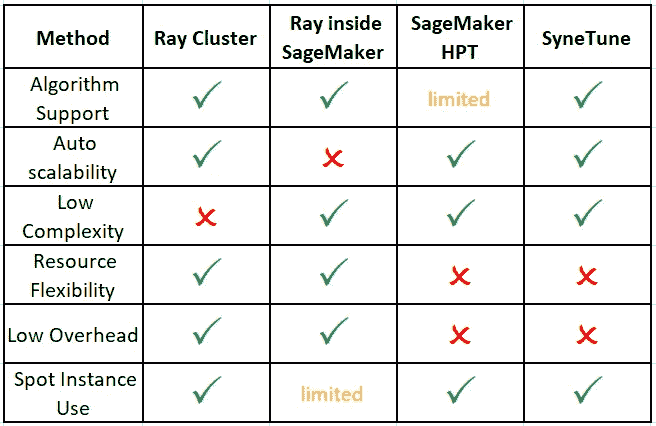 Method Ray Cluster Ray inside SageMaker SageMaker HPT SyneTune
Algorithm Support ✓ ✓ limited ✓
Auto scalability ✓ ✗ ✓ ✓
Low Complexity ✗ ✓ ✓ ✓
Resource Flexibility ✓ ✓ ✗ ✗
Low Overhead ✓ ✓ ✗ ✗
Spot Instance Use ✓ limited ✓ ✓